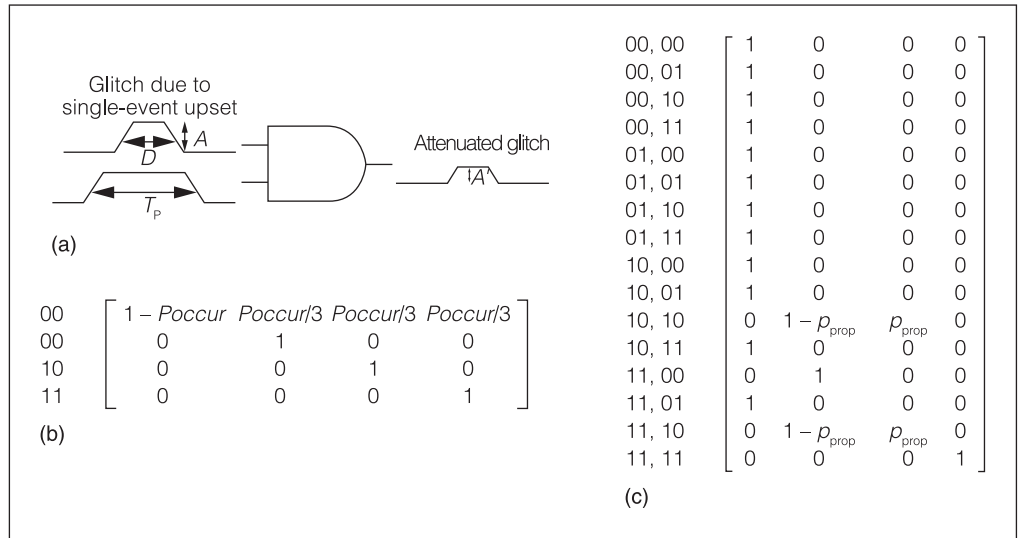 Glitch due to
single-event upset
A
D
T_P
Attenuated glitch
A'
(a)
00 1 – Poccur Poccur/3 Poccur/3 Poccur/3
00 0 1 0 0
10 0 0 1 0
11 0 0 0 1
(b)
00, 00 1 0 0 0
00, 01 1 0 0 0
00, 10 1 0 0 0
00, 11 1 0 0 0
01, 00 1 0 0 0
01, 01 1 0 0 0
01, 10 1 0 0 0
01, 11 1 0 0 0
10, 00 1 0 0 0
10, 01 1 0 0 0
10, 10 0 1 – p_prop p_prop 0
10, 11 1 0 0 0
11, 00 0 1 0 0
11, 01 1 0 0 0
11, 10 0 1 – p_prop p_prop 0
11, 11 0 0 0 1
(c)